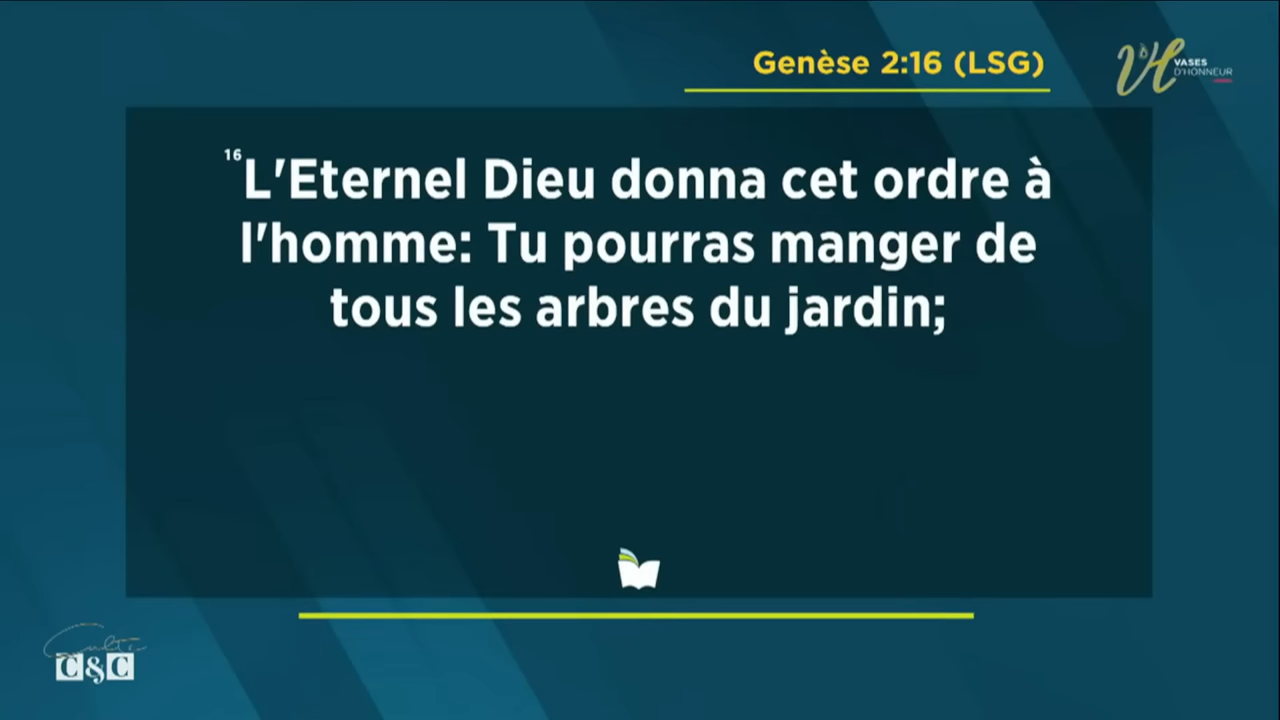 Genèse 2:16 (LSG)
VASES
D'HONNEUR
16 L'Eternel Dieu donna cet ordre à
l'homme: Tu pourras manger de
tous les arbres du jardin;
C&C